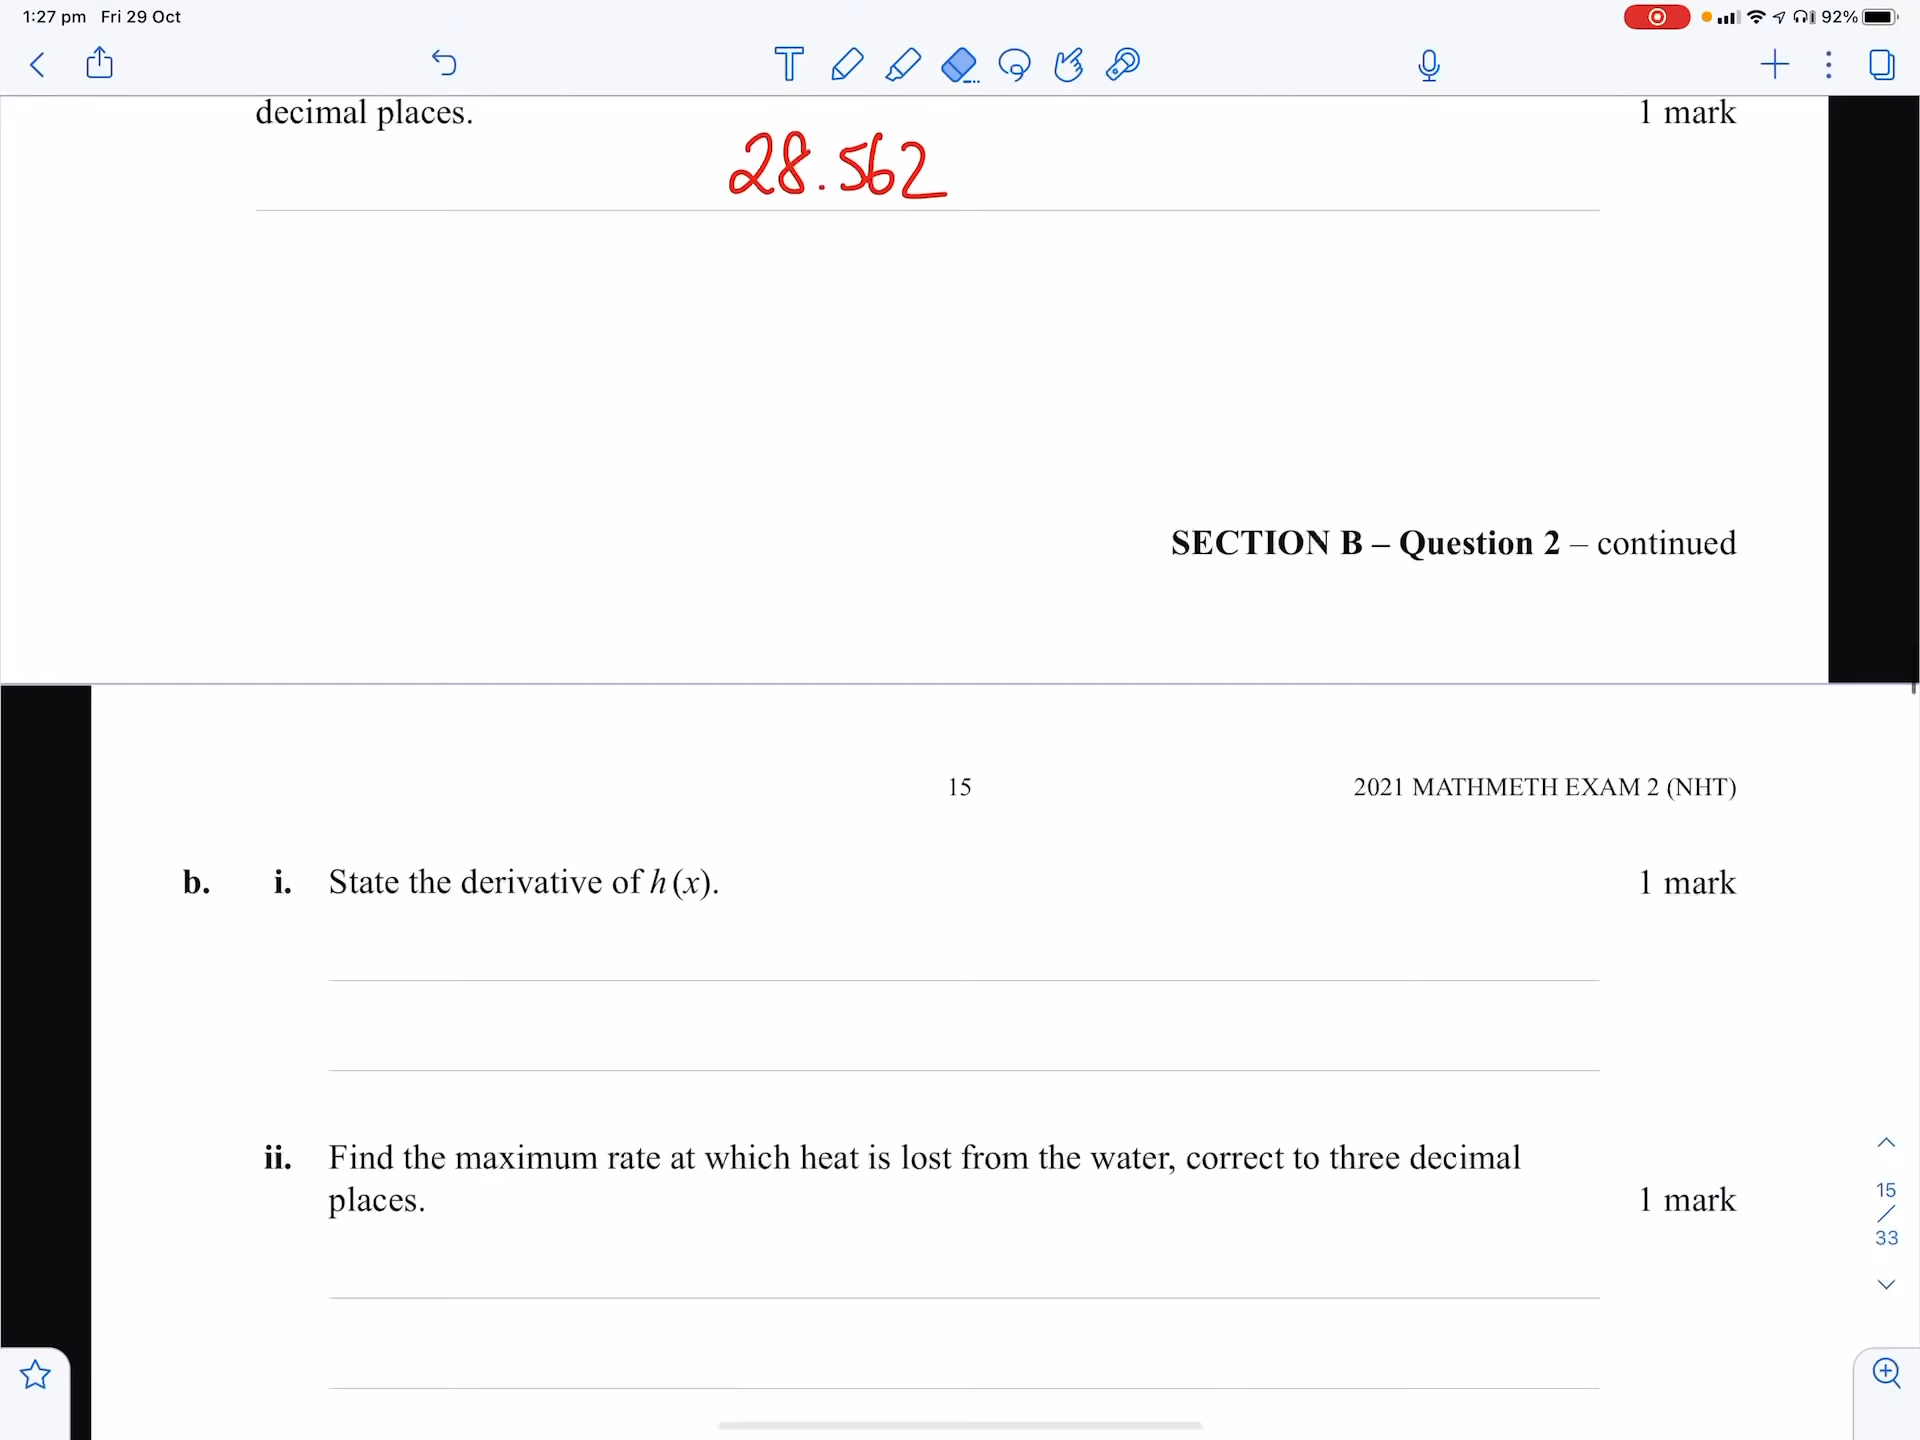 1:27 pm Fri 29 Oct
92%
decimal places.
1 mark
28.562
SECTION B – Question 2 – continued
15
2021 MATHMETH EXAM 2 (NHT)
b. i. State the derivative of h(x).
1 mark
ii. Find the maximum rate at which heat is lost from the water, correct to three decimal
places.
1 mark
15
/
33